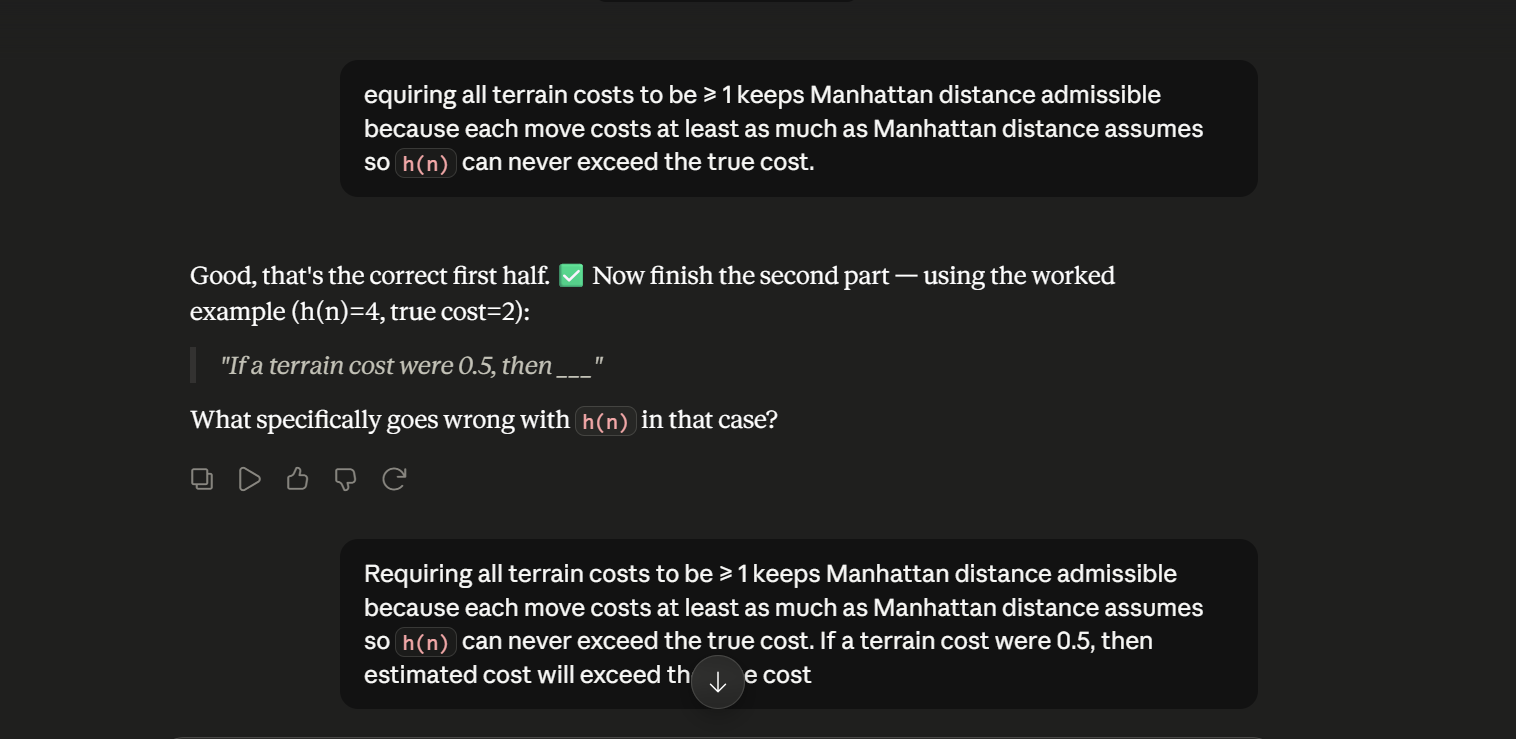 equiring all terrain costs to be ≥ 1 keeps Manhattan distance admissible
because each move costs at least as much as Manhattan distance assumes
so h(n) can never exceed the true cost.
Good, that's the correct first half. ✅ Now finish the second part — using the worked
example (h(n)=4, true cost=2):
"If a terrain cost were 0.5, then ___"
What specifically goes wrong with h(n) in that case?
Requiring all terrain costs to be ≥ 1 keeps Manhattan distance admissible
because each move costs at least as much as Manhattan distance assumes
so h(n) can never exceed the true cost. If a terrain cost were 0.5, then
estimated cost will exceed cost